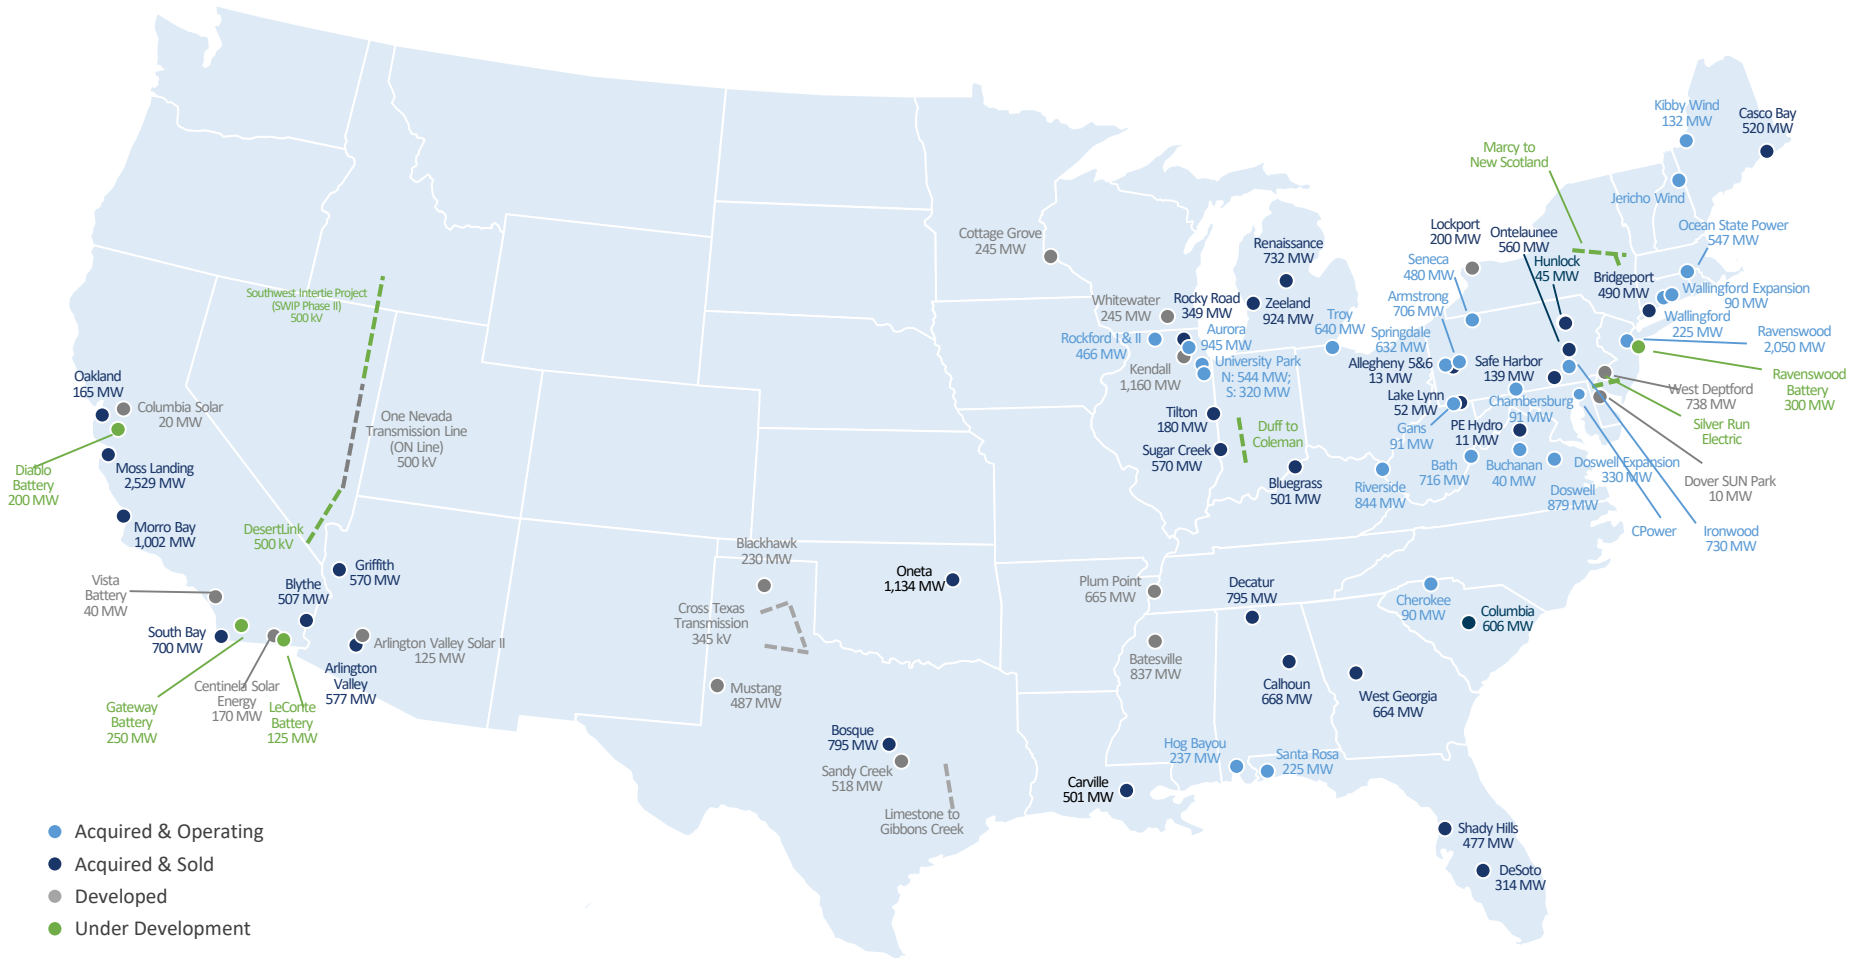 Kibby Wind
132 MW
Casco Bay
520 MW
Marcy to
New Scotland
Jericho Wind
Ocean State Power
547 MW
Lockport
200 MW
Ontelaunee
560 MW
Hunlock
45 MW
Seneca
480 MW
Bridgeport
490 MW
Wallingford Expansion
90 MW
Wallingford
225 MW
Armstrong
706 MW
Springdale
632 MW
Allegheny 5&6
13 MW
Safe Harbor
139 MW
Ravenswood
2,050 MW
Ravenswood
Battery
300 MW
West Deptford
738 MW
Silver Run
Electric
Lake Lynn
52 MW
Chambersburg
91 MW
Gans
91 MW
PE Hydro
11 MW
Bath
716 MW
Buchanan
40 MW
Doswell Expansion
330 MW
Doswell
879 MW
Dover SUN Park
10 MW
CPower
Ironwood
730 MW
Cottage Grove
245 MW
Renaissance
732 MW
Whitewater
245 MW
Rocky Road
349 MW
Zeeland
924 MW
Troy
640 MW
Rockford I & II
466 MW
Aurora
945 MW
Kendall
1,160 MW
University Park
N: 544 MW;
S: 320 MW
Tilton
180 MW
Duff to
Coleman
Sugar Creek
570 MW
Bluegrass
501 MW
Riverside
844 MW
Southwest Intertie Project
(SWIP Phase II)
500 kV
Oakland
165 MW
Columbia Solar
20 MW
One Nevada
Transmission Line
(ON Line)
500 kV
Diablo
Battery
200 MW
Moss Landing
2,529 MW
Morro Bay
1,002 MW
DesertLink
500 kV
Griffith
570 MW
Vista
Battery
40 MW
Blythe
507 MW
South Bay
700 MW
Arlington Valley Solar II
125 MW
Arlington
Valley
577 MW
Centinela Solar
Energy
170 MW
Gateway
Battery
250 MW
LeConte
Battery
125 MW
Blackhawk
230 MW
Oneta
1,134 MW
Cross Texas
Transmission
345 kV
Mustang
487 MW
Bosque
795 MW
Sandy Creek
518 MW
Limestone to
Gibbons Creek
Plum Point
665 MW
Batesville
837 MW
Decatur
795 MW
Cherokee
90 MW
Columbia
606 MW
Calhoun
668 MW
West Georgia
664 MW
Hog Bayou
237 MW
Santa Rosa
225 MW
Carville
501 MW
Shady Hills
477 MW
DeSoto
314 MW
Acquired & Operating
Acquired & Sold
Developed
Under Development